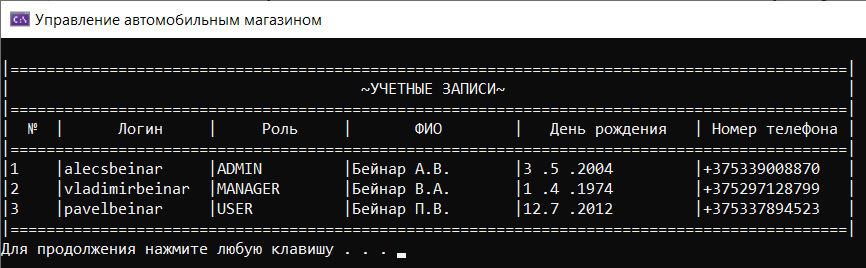 Управление автомобильным магазином
|=============================================================================================|
|                                       ~УЧЕТНЫЕ ЗАПИСИ~                                      |
|=============================================================================================|
|  №  |      Логин     |     Роль     |       ФИО        |   День рождения   | Номер телефона |
|=============================================================================================|
|1    |alecsbeinar     |ADMIN         |Бейнар А.В.       |3 .5 .2004         |+375339008870   |
|2    |vladimirbeinar  |MANAGER       |Бейнар В.А.       |1 .4 .1974         |+375297128799   |
|3    |pavelbeinar     |USER          |Бейнар П.В.       |12.7 .2012         |+375337894523   |
|=============================================================================================|
Для продолжения нажмите любую клавишу . . .